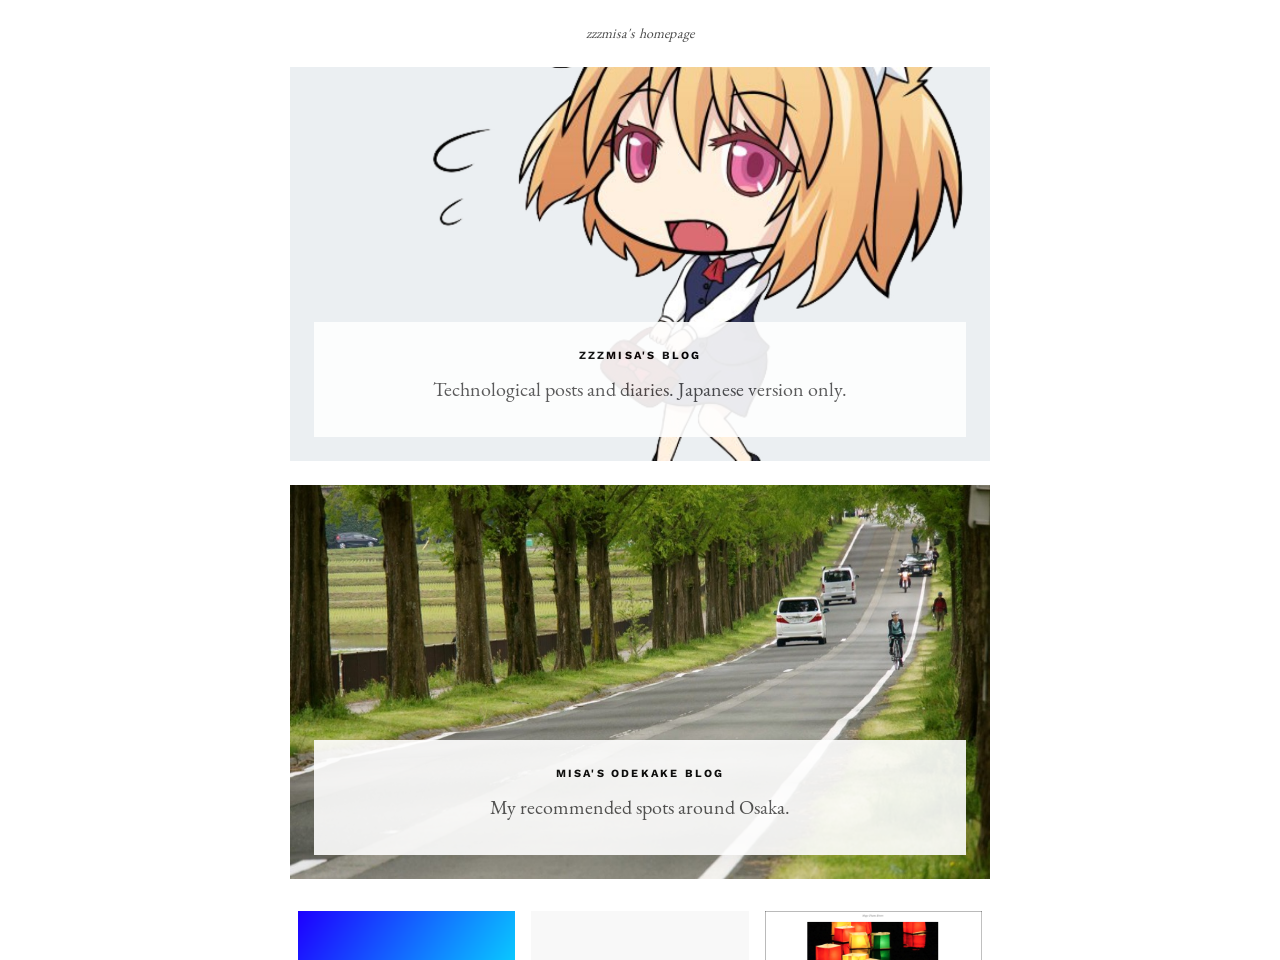 zzzmisa's homepage
ZZZMISA'S BLOG
Technological posts and diaries. Japanese version only.
MISA'S ODEKAKE BLOG
My recommended spots around Osaka.